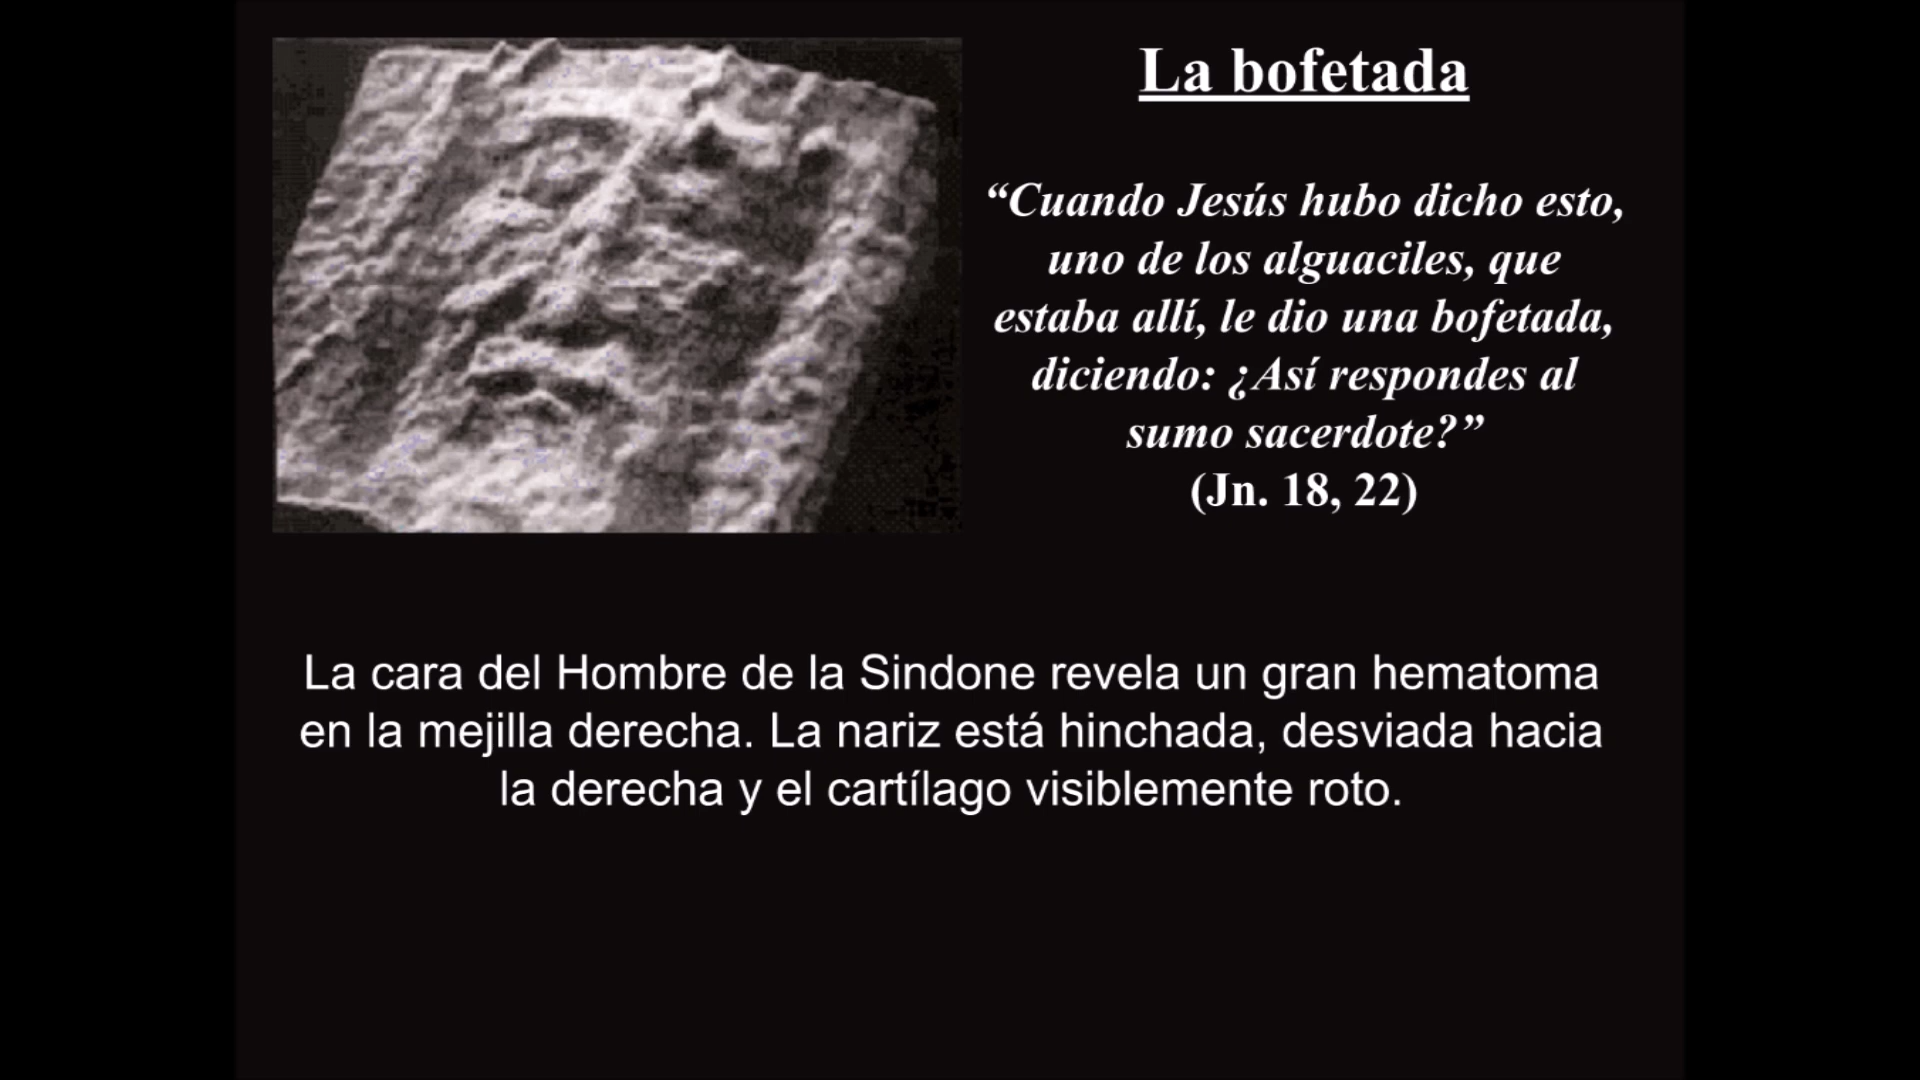 La bofetada
“Cuando Jesús hubo dicho esto,
uno de los alguaciles, que
estaba allí, le dio una bofetada,
diciendo: ¿Así respondes al
sumo sacerdote?”
(Jn. 18, 22)
La cara del Hombre de la Sindone revela un gran hematoma
en la mejilla derecha. La nariz está hinchada, desviada hacia
la derecha y el cartílago visiblemente roto.